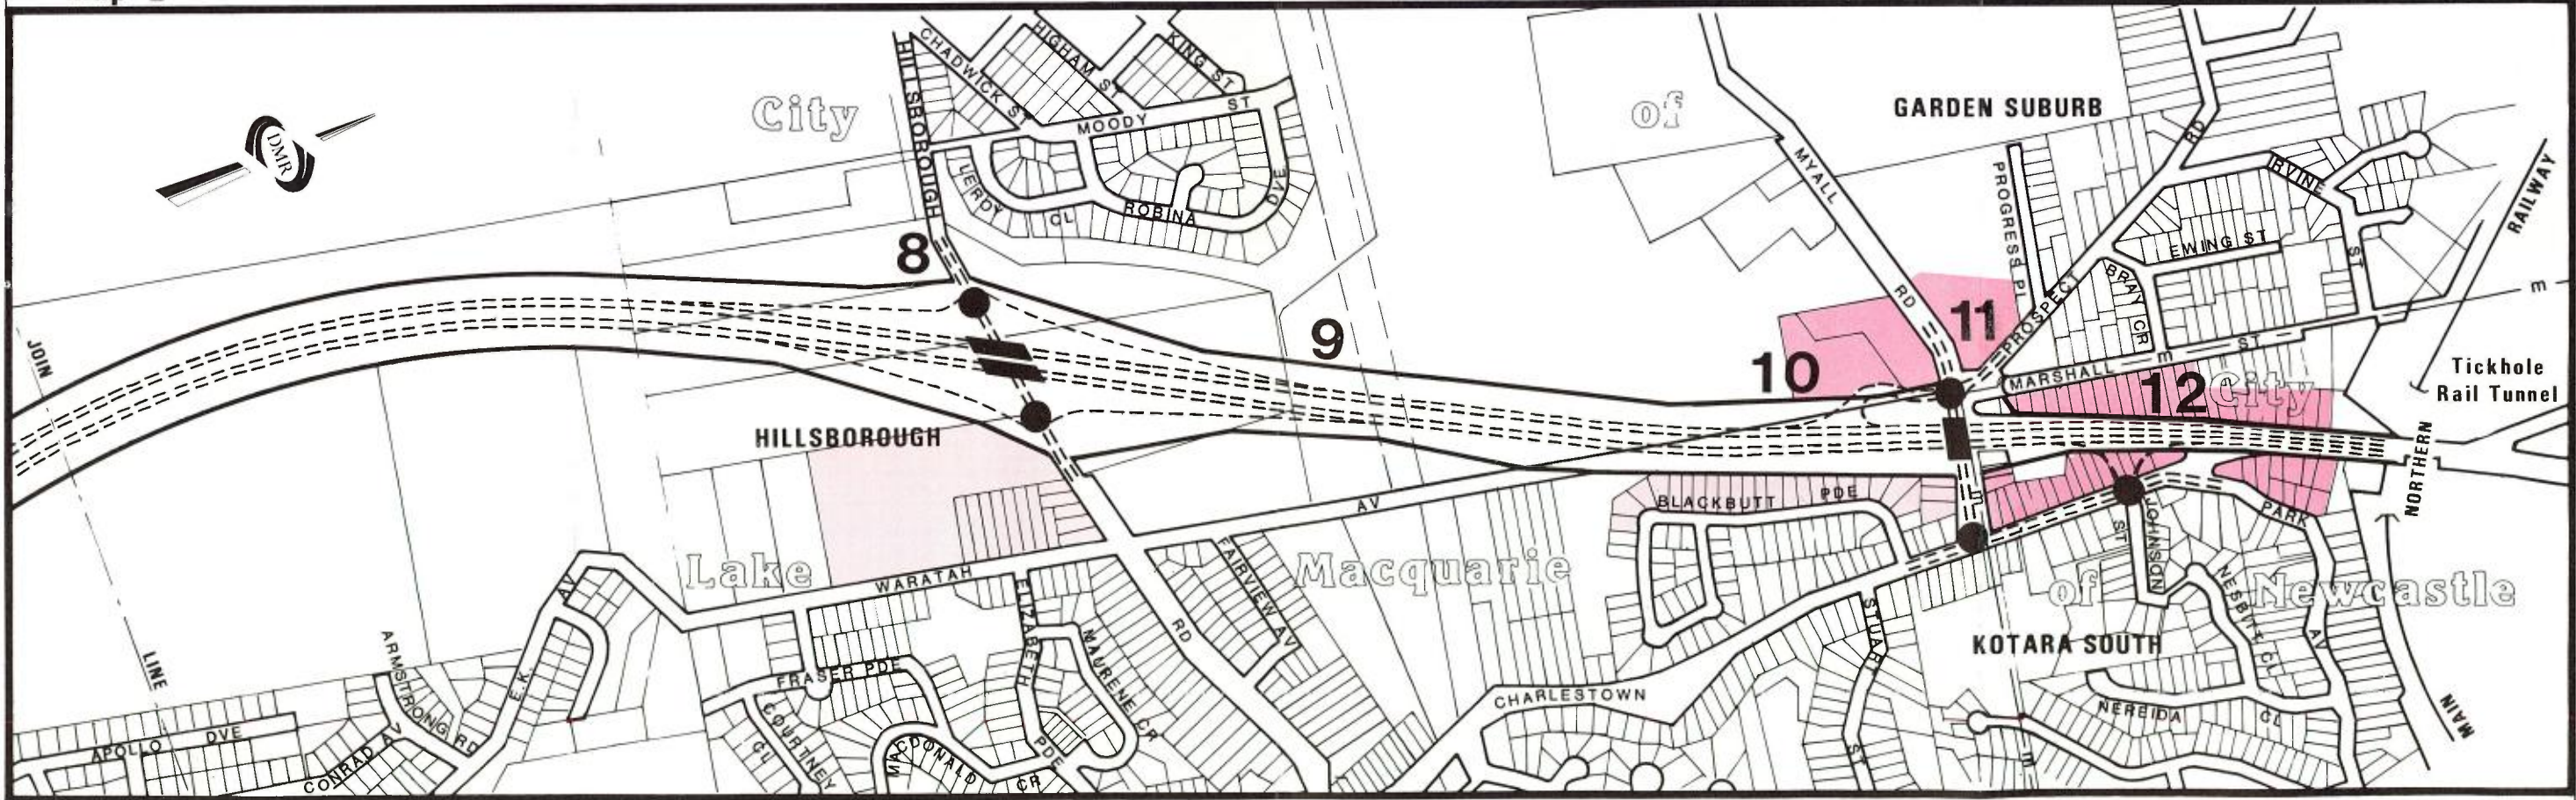 HILLSBOROUGH
CHADWICK ST
HIGHAM ST
KING ST
MOODY ST
City
of
GARDEN SUBURB
DMR
LERDY CL
ROBINA DVE
MYALL RD
PROGRESS PL
PROSPECT RD
IRVINE ST
EWING ST
BRAY CR
RAILWAY
m
8
9
10
11
12
MARSHALL ST
m
City
Tickhole
Rail Tunnel
JOIN
LINE
HILLSBOROUGH
NORTHERN
MAIN
BLACKBUTT PDE
m
AV
PARK AV
JOHNSON ST
Lake
Macquarie
of
Newcastle
WARATAH
FAIRVIEW AV
ELIZABETH PDE
MAURENE CR
RD
E.K. AV
ARMSTRONG RD
FRASER PDE
COURTNEY CL
MACDONALD CR
APOLLO DVE
CONRAD AV
CHARLESTOWN
STUART ST
KOTARA SOUTH
NESBITT CL
NEREIDA CL
m